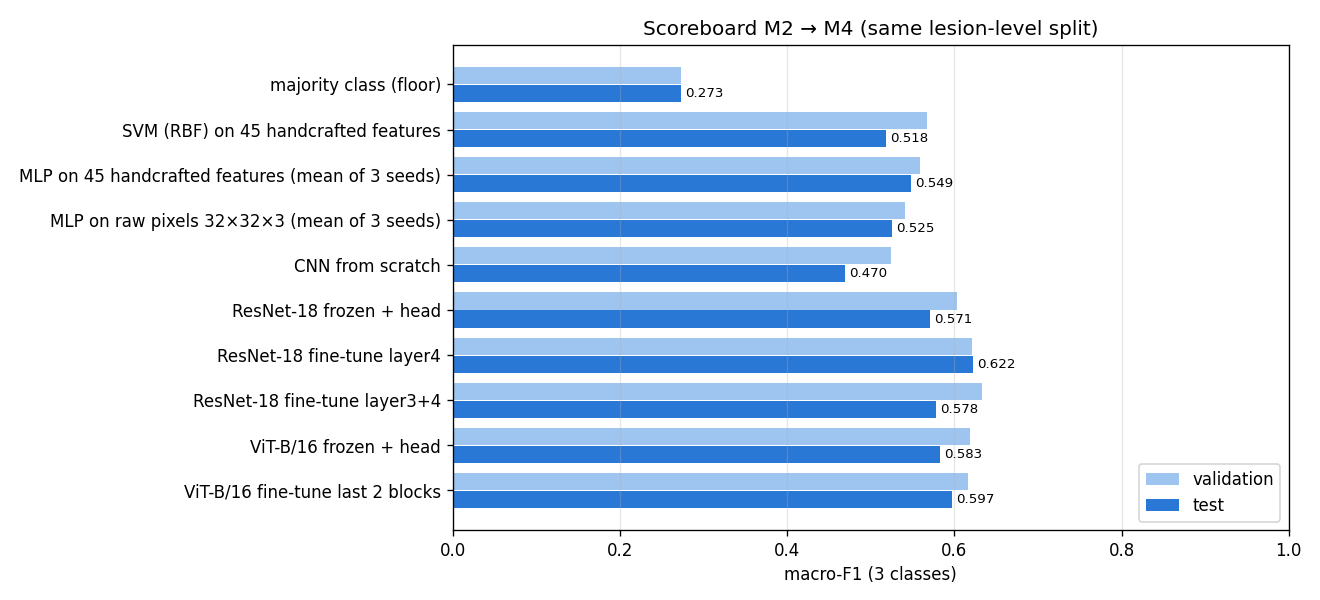 Scoreboard M2 → M4 (same lesion-level split)
majority class (floor)
0.273
SVM (RBF) on 45 handcrafted features
0.518
MLP on 45 handcrafted features (mean of 3 seeds)
0.549
MLP on raw pixels 32×32×3 (mean of 3 seeds)
0.525
CNN from scratch
0.470
ResNet-18 frozen + head
0.571
ResNet-18 fine-tune layer4
0.622
ResNet-18 fine-tune layer3+4
0.578
ViT-B/16 frozen + head
0.583
ViT-B/16 fine-tune last 2 blocks
0.597
validation
test
0.0 0.2 0.4 0.6 0.8 1.0
macro-F1 (3 classes)